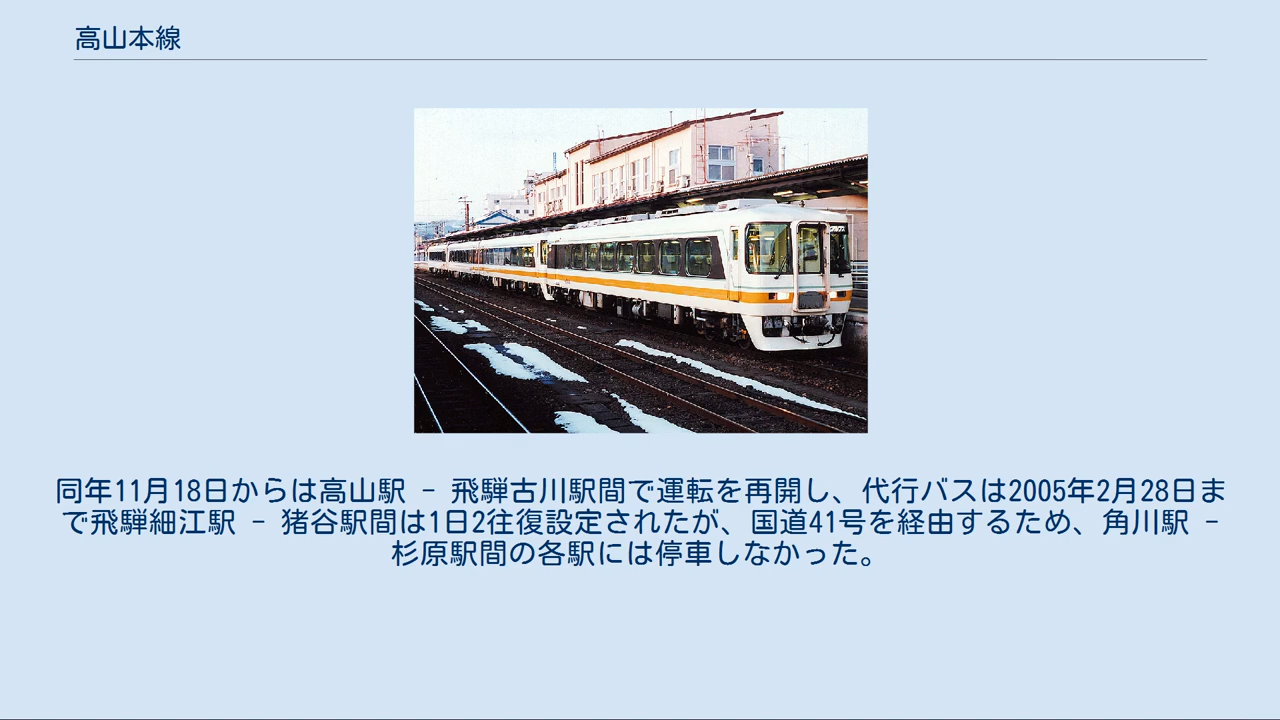 高山本線
同年11月18日からは高山駅 － 飛騨古川駅間で運転を再開し、代行バスは2005年2月28日ま
で飛騨細江駅 － 猪谷駅間は1日2往復設定されたが、国道41号を経由するため、角川駅 －
杉原駅間の各駅には停車しなかった。